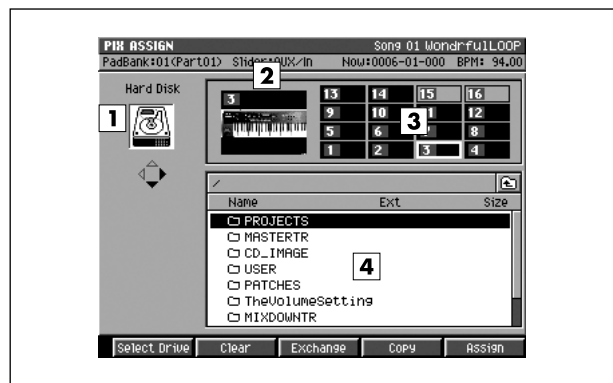 PIX ASSIGN Song 01 WondrfulLOOP
PadBank:01(Part01) Slider:AUX/In Now:0006-01-000 BPM: 94.00
Hard Disk
1
2
3
3
13 14 15 16
9 10 11 12
5 6 7 8
1 2 3 4
/
Name Ext Size
PROJECTS
MASTERTR
CD_IMAGE
USER
4
PATCHES
TheVolumeSetting
MIXDOWNTR
Select Drive Clear Exchange Copy Assign